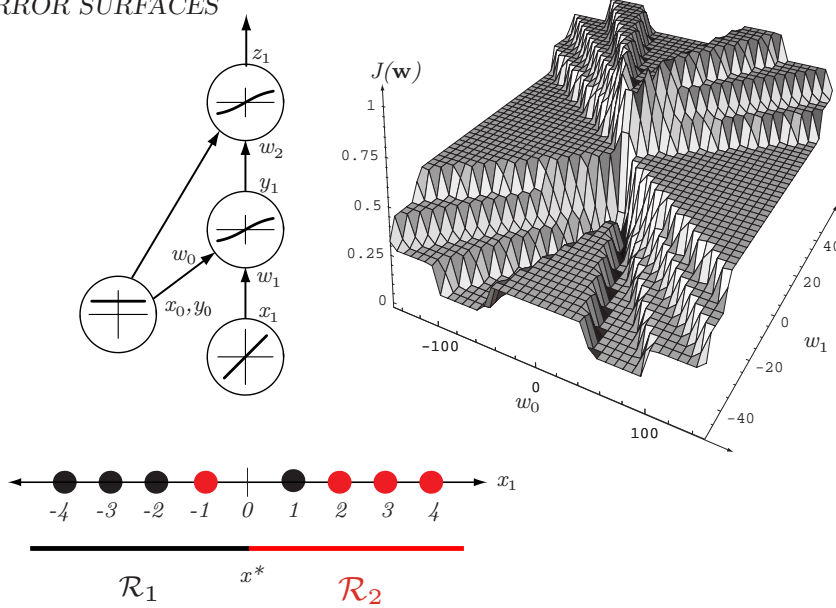 RROR SURFACES
z₁
w₂
y₁
w₀
w₁
x₀,y₀
x₁
J(w)
1
0.75
0.5
0.25
0
-100
0
100
w₀
-40
-20
0
20
40
w₁
-4 -3 -2 -1 0 1 2 3 4
x₁
x*
R₁
R₂